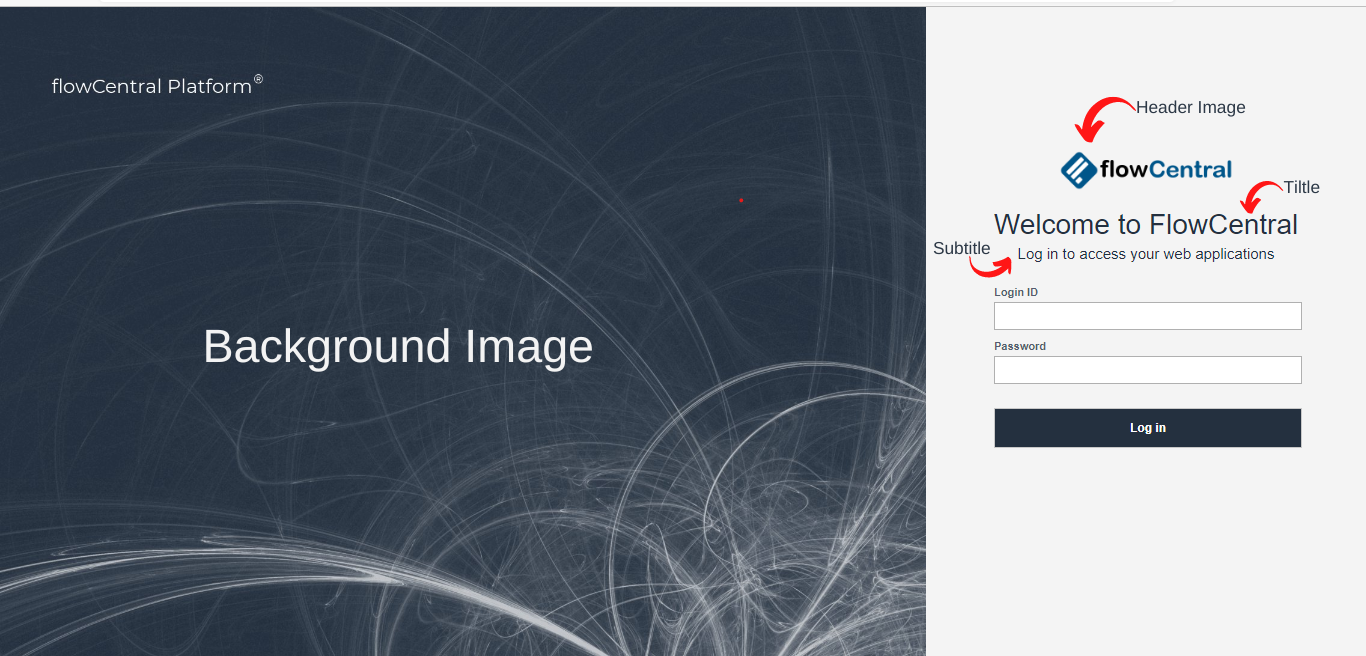 flowCentral Platform®
Header Image
flowCentral
Tiltle
Welcome to FlowCentral
Subtitle
Log in to access your web applications
Login ID
Background Image
Password
Log in